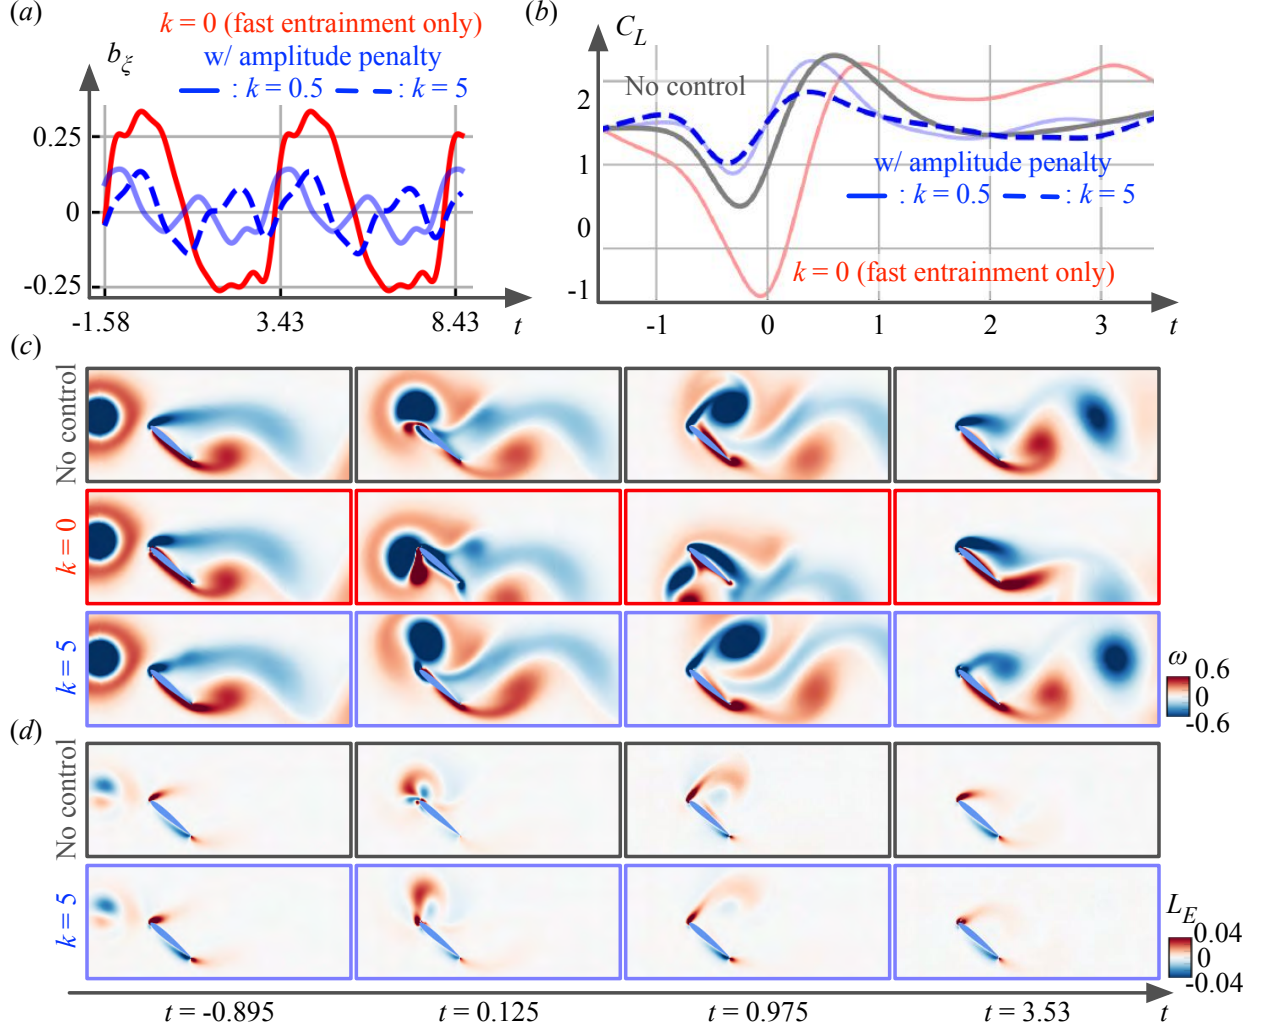 (a)
k = 0 (fast entrainment only)
w/ amplitude penalty
: k = 0.5 : k = 5
b_ξ
0.25
0
-0.25
-1.58 3.43 8.43 t
(b)
C_L
No control
2
1
0
-1
w/ amplitude penalty
: k = 0.5 : k = 5
k = 0 (fast entrainment only)
-1 0 1 2 3 t
(c)
No control
k = 0
k = 5
ω
0.6
0
-0.6
(d)
No control
k = 5
L_E
0.04
0
-0.04
t = -0.895 t = 0.125 t = 0.975 t = 3.53 t